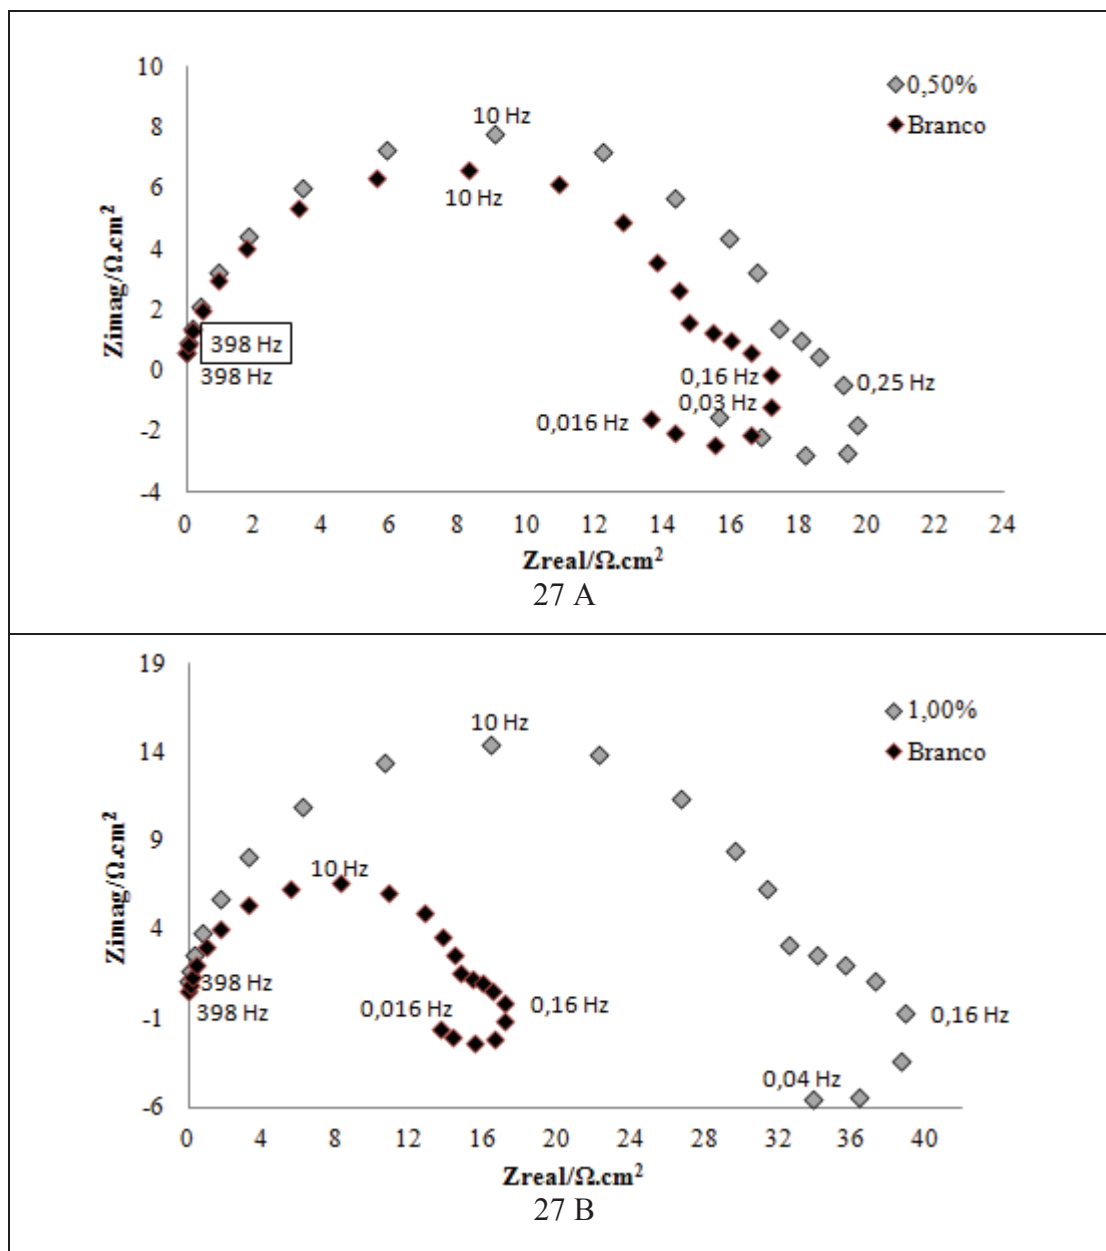 10
8
6
4
2
0
-2
-4
Zimag/Ω.cm²
0,50%
Branco
10 Hz
10 Hz
398 Hz
398 Hz
0,16 Hz
0,25 Hz
0,03 Hz
0,016 Hz
0 2 4 6 8 10 12 14 16 18 20 22 24
Zreal/Ω.cm²
27 A
19
14
9
4
-1
-6
Zimag/Ω.cm²
1,00%
Branco
10 Hz
10 Hz
398 Hz
398 Hz
0,016 Hz
0,16 Hz
0,16 Hz
0,04 Hz
0 4 8 12 16 20 24 28 32 36 40
Zreal/Ω.cm²
27 B